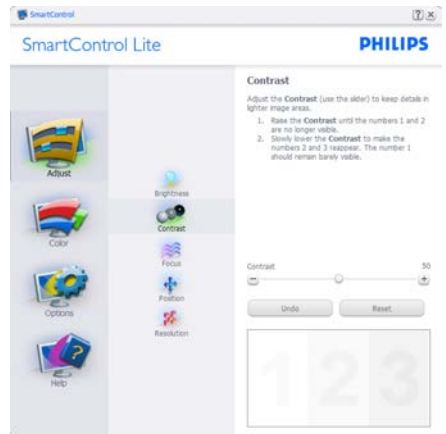 SmartControl
SmartControl Lite
PHILIPS
Adjust
Color
Options
Help
Brightness
Contrast
Focus
Position
Resolution
Contrast
Adjust the Contrast (use the slider) to keep details in
lighter image areas.
1. Raise the Contrast until the numbers 1 and 2
are no longer visible.
2. Slowly lower the Contrast to make the
numbers 2 and 3 reappear. The number 1
should remain barely visible.
Contrast 50
Undo Reset
1 2 3